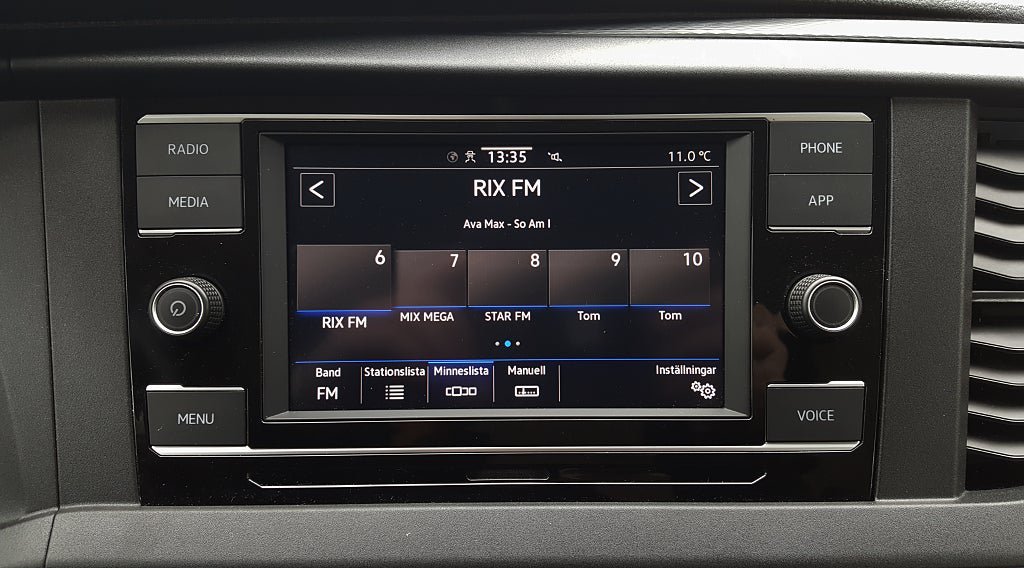 RADIO
MEDIA
MENU
13:35
11.0 °C
RIX FM
Ava Max - So Am I
6 7 8 9 10
RIX FM MIX MEGA STAR FM Tom Tom
Band Stationslista Minneslista Manuell Inställningar
FM
PHONE
APP
VOICE